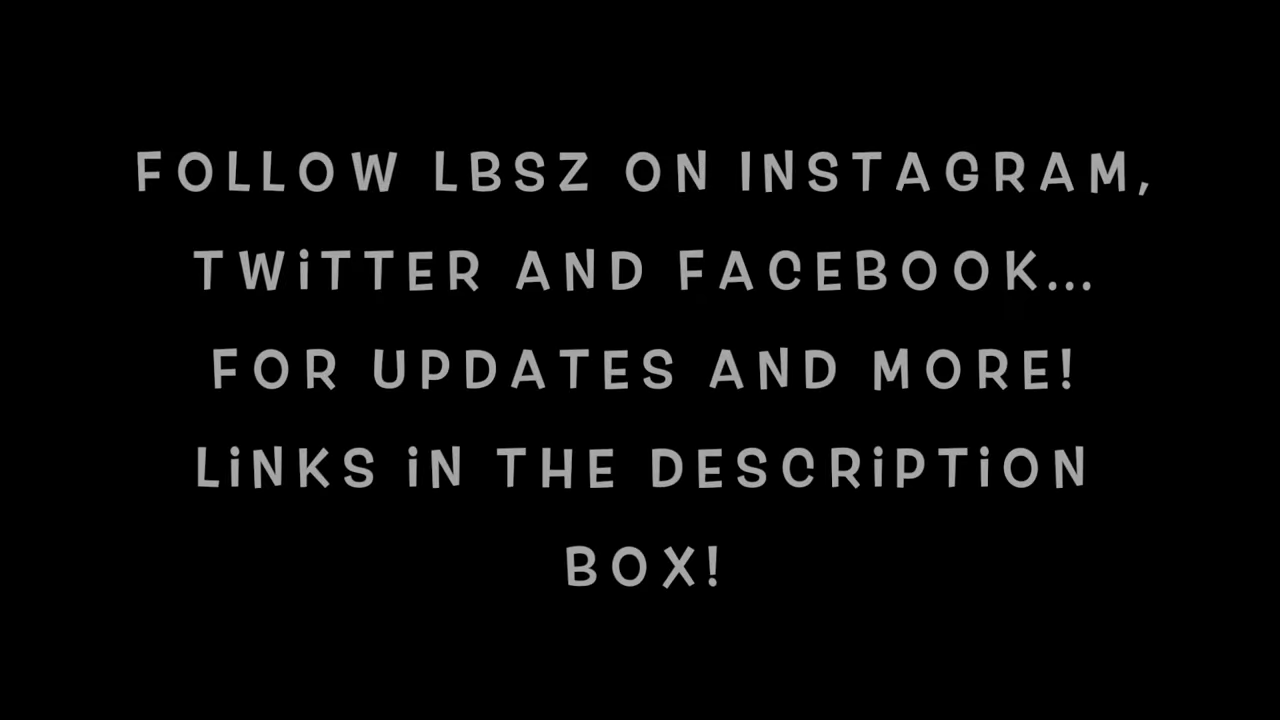 FOLLOW LBSZ ON INSTAGRAM,
TWiTTER AND FACEBOOK...
FOR UPDATES AND MORE!
LiNKS iN THE DESCRiPTiON
BOX!